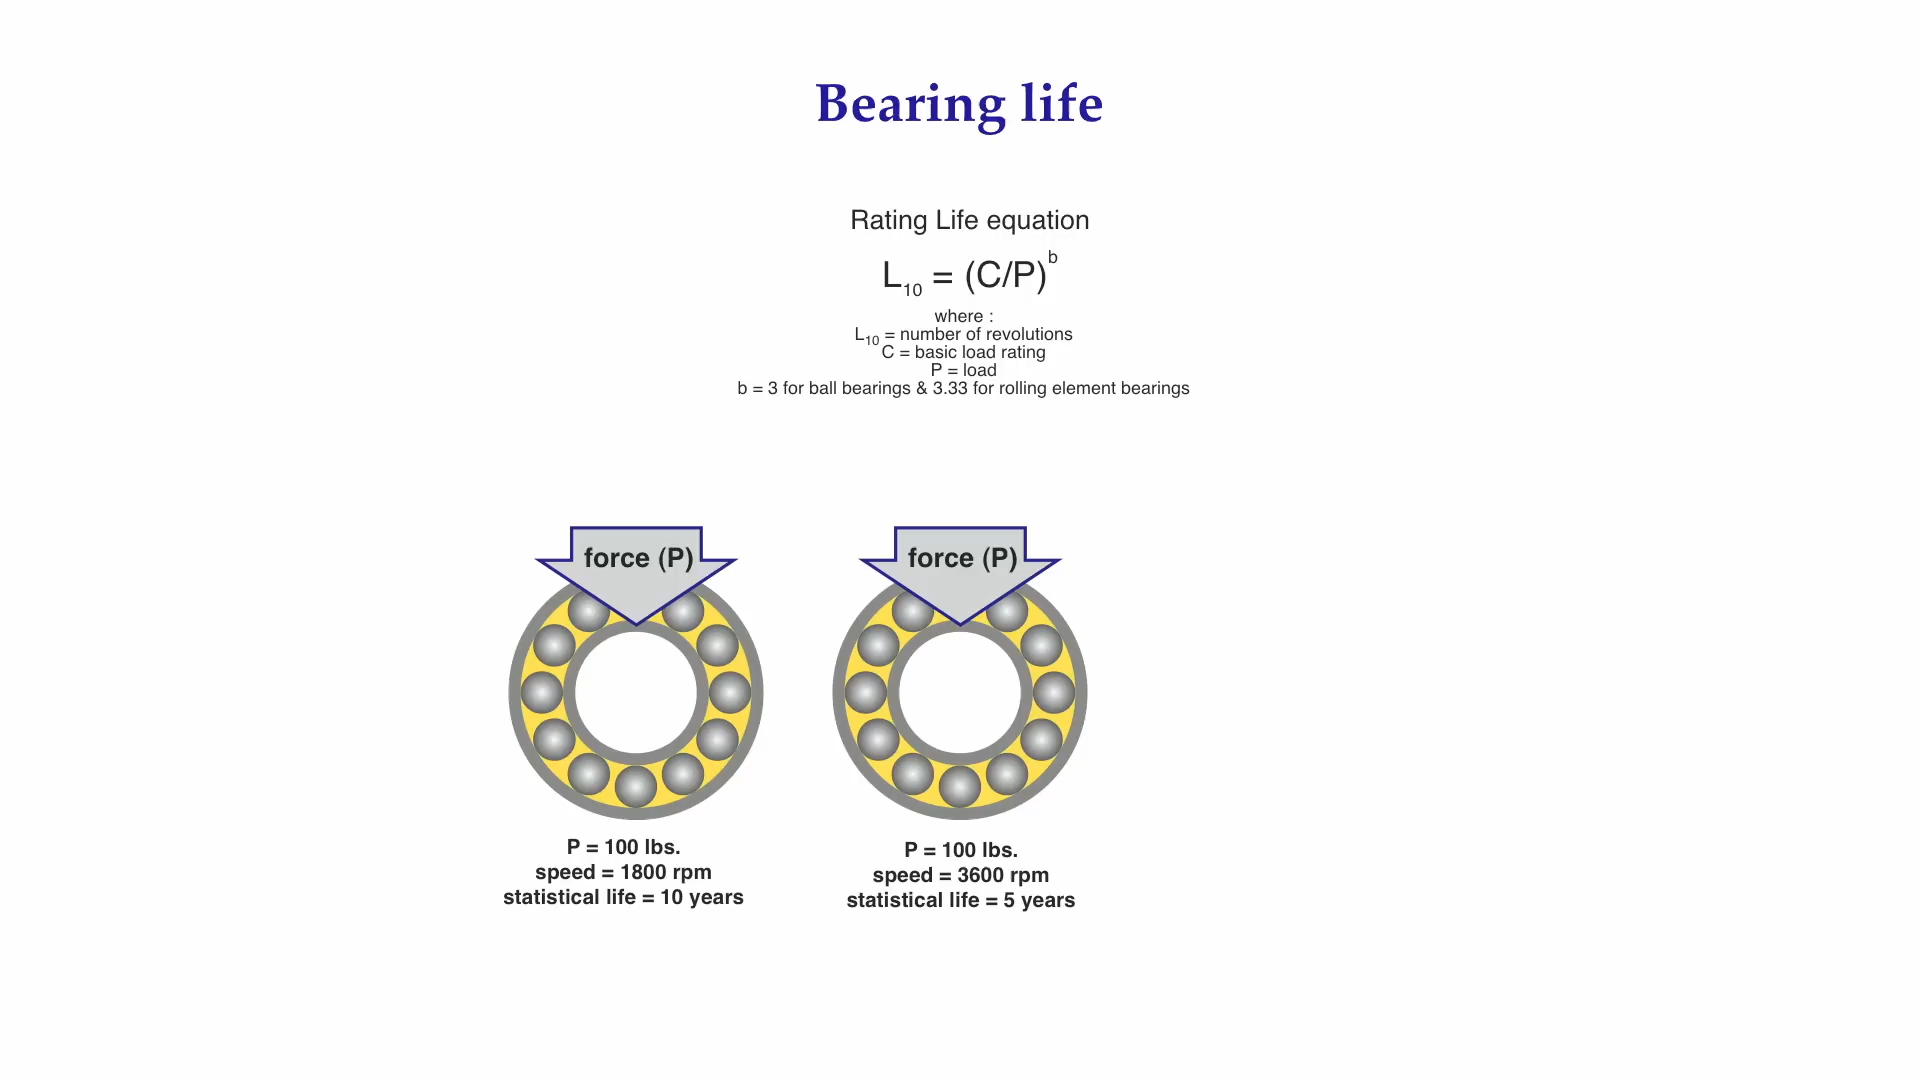 Bearing life
Rating Life equation
L10 = (C/P)b
where :
L10 = number of revolutions
C = basic load rating
P = load
b = 3 for ball bearings & 3.33 for rolling element bearings
force (P)
force (P)
P = 100 lbs.
speed = 1800 rpm
statistical life = 10 years
P = 100 lbs.
speed = 3600 rpm
statistical life = 5 years